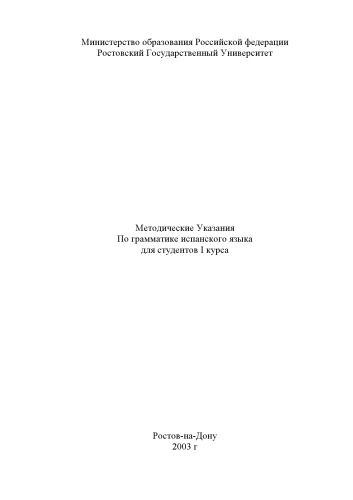 Министерство образования Российской федерации
Ростовский Государственный Университет
Методические Указания
По грамматике испанского языка
для студентов I курса
Ростов-на-Дону
2003 г